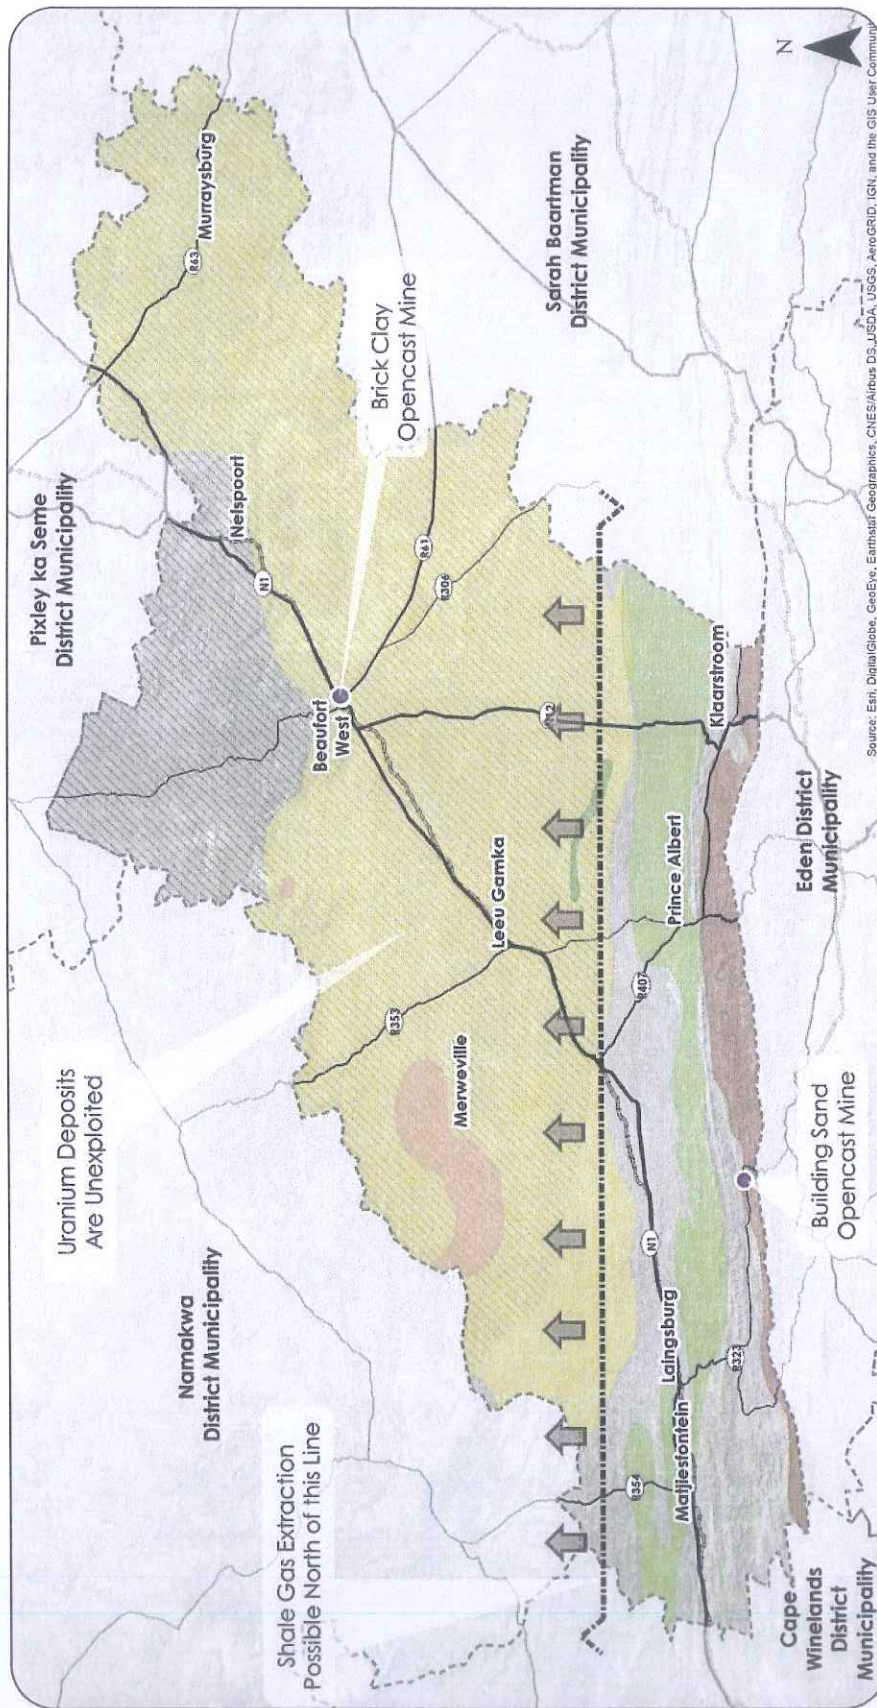 Pixley ka Seme
District Municipality
Murraysburg
R63
Nelspoort
N1
Uranium Deposits
Are Unexploited
Beaufort
West
Brick Clay
Opencast Mine
R61
R306
Namakwa
District Municipality
R353
Merweville
Leeu Gamka
Sarah Baartman
District Municipality
Shale Gas Extraction
Possible North of this Line
R354
Matjiesfontein
Laingsburg
N1
R407
Prince Albert
Klaarstroom
R323
Cape
Winelands
District
Municipality
Building Sand
Opencast Mine
Eden District
Municipality
N
Source: Esri, DigitalGlobe, GeoEye, Earthstar Geographics, CNES/Airbus DS, USDA, USGS, AeroGRID, IGN, and the GIS User